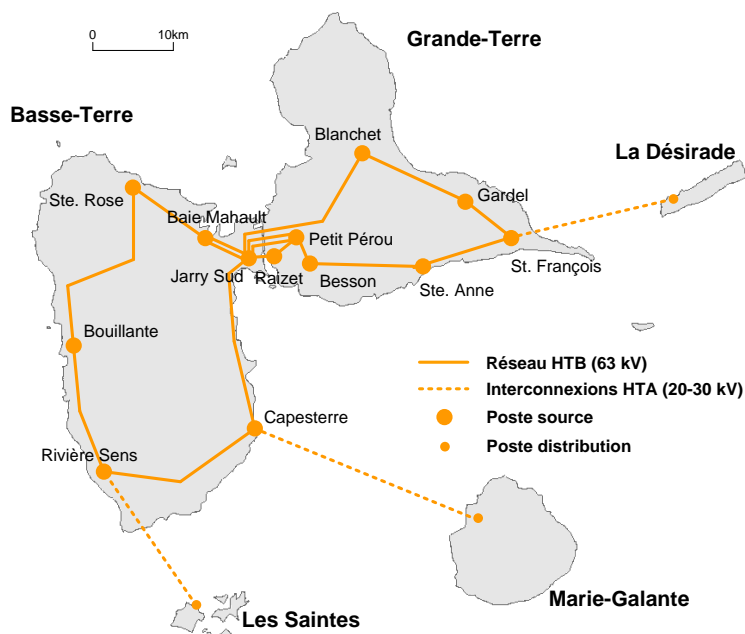 Grande-Terre
0 10km
Basse-Terre
Blanchet
La Désirade
Ste. Rose
Gardel
Baie Mahault
Petit Pérou
St. François
Jarry Sud
Raizet
Besson
Ste. Anne
Bouillante
Réseau HTB (63 kV)
Interconnexions HTA (20-30 kV)
Capesterre
Poste source
Poste distribution
Rivière Sens
Marie-Galante
Les Saintes